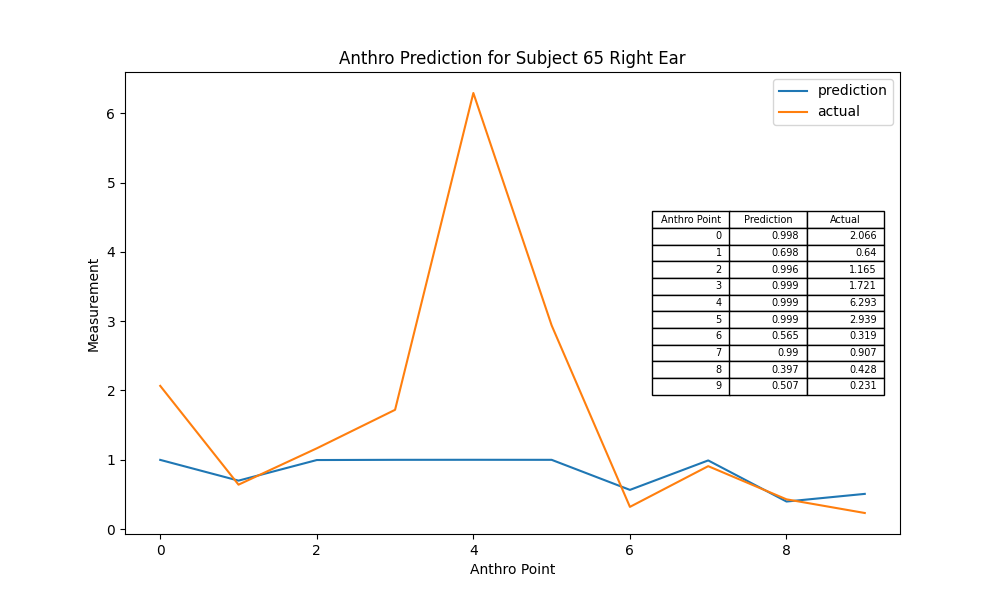 Anthro Prediction for Subject 65 Right Ear
prediction
actual
6
5
4
3
2
1
0
Measurement
Anthro Point Prediction Actual
0 0.998 2.066
1 0.698 0.64
2 0.996 1.165
3 0.999 1.721
4 0.999 6.293
5 0.999 2.939
6 0.565 0.319
7 0.99 0.907
8 0.397 0.428
9 0.507 0.231
0 2 4 6 8
Anthro Point